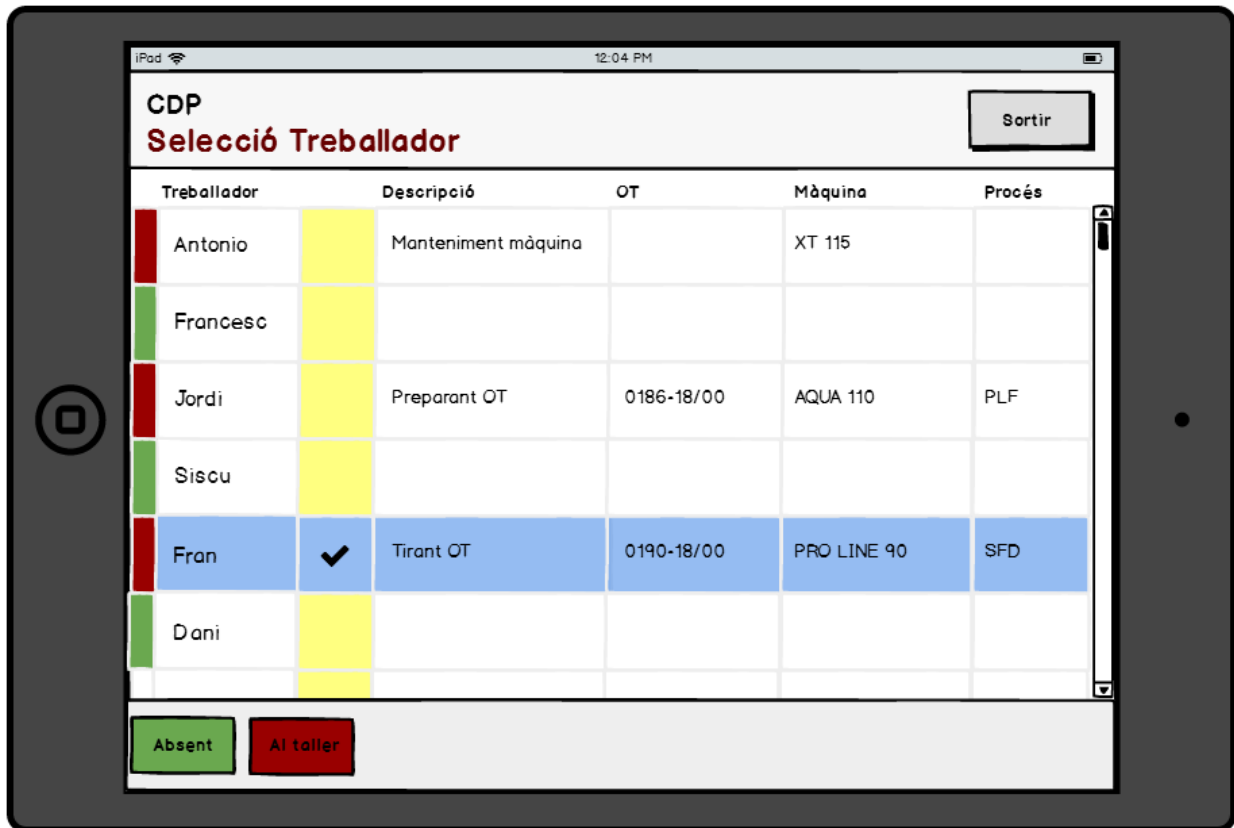 iPad 12:04 PM
CDP
Selecció Treballador
Sortir
Treballador Descripció OT Màquina Procés
Antonio Manteniment màquina XT 115
Francesc
Jordi Preparant OT 0186-18/00 AQUA 110 PLF
Siscu
Fran Tirant OT 0190-18/00 PRO LINE 90 SFD
Dani
Absent Al taller